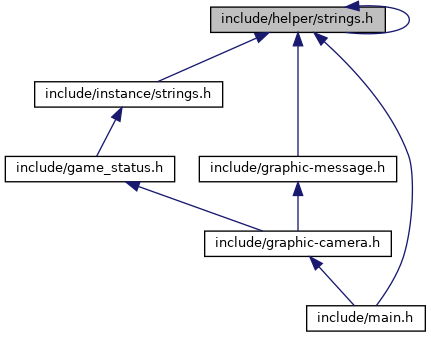 include/helper/strings.h
include/instance/strings.h
include/game_status.h
include/graphic-message.h
include/graphic-camera.h
include/main.h